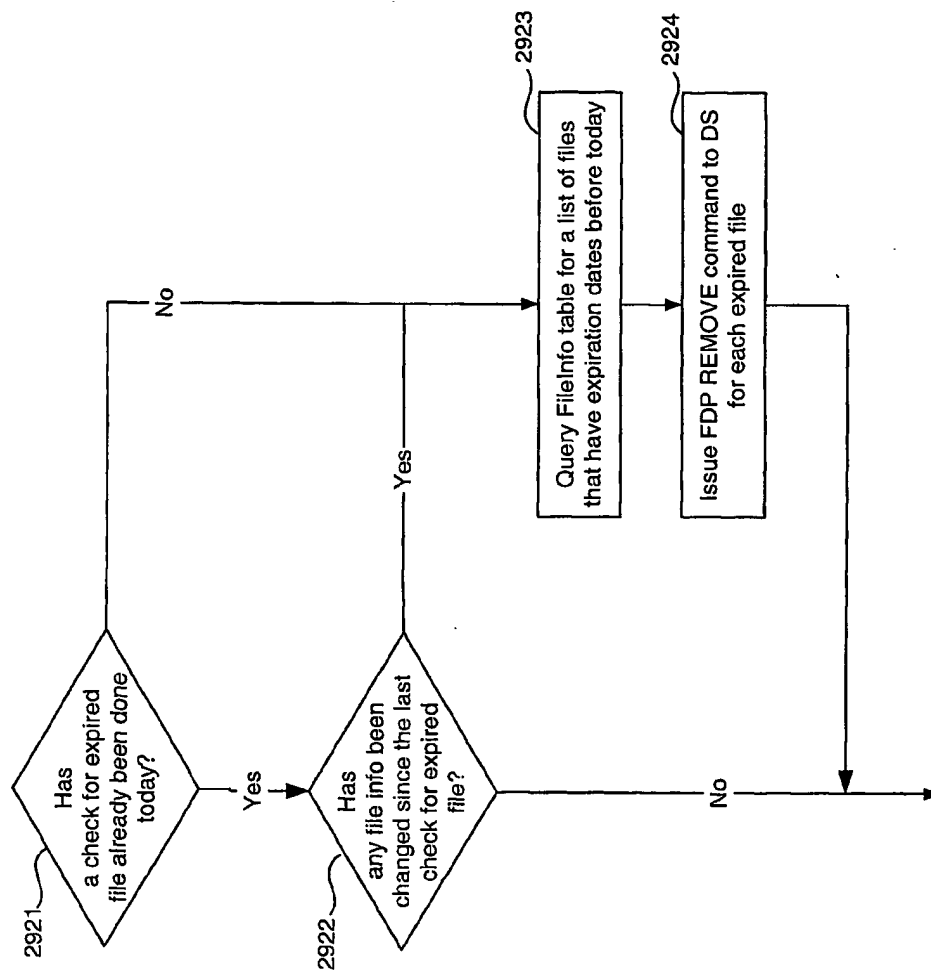 2921
Has
a check for expired
file already been done
today?
No
Yes
2922
Has
any file info been
changed since the last
check for expired
file?
Yes
No
2923
Query FileInfo table for a list of files
that have expiration dates before today
2924
Issue FDP REMOVE command to DS
for each expired file